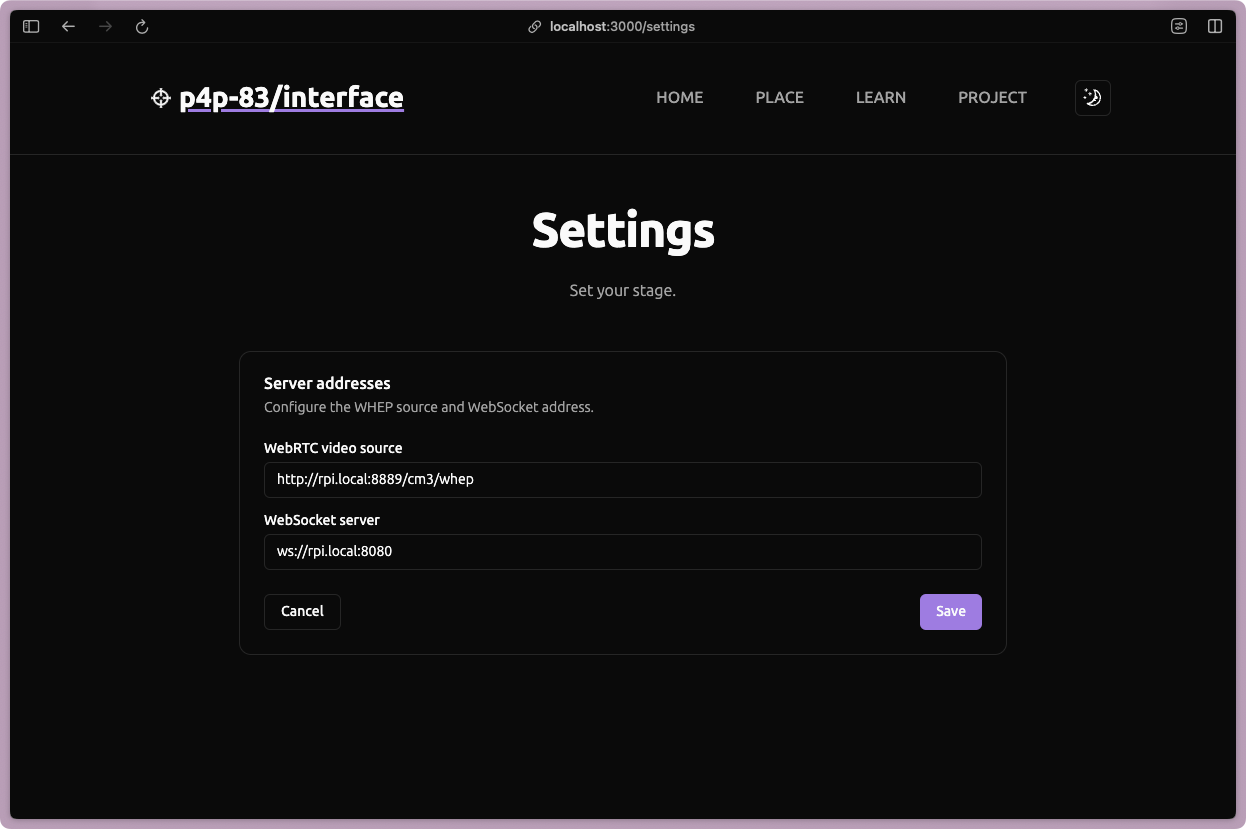 localhost:3000/settings
p4p-83/interface
HOME PLACE LEARN PROJECT
Settings
Set your stage.
Server addresses
Configure the WHEP source and WebSocket address.
WebRTC video source
http://rpi.local:8889/cm3/whep
WebSocket server
ws://rpi.local:8080
Cancel Save